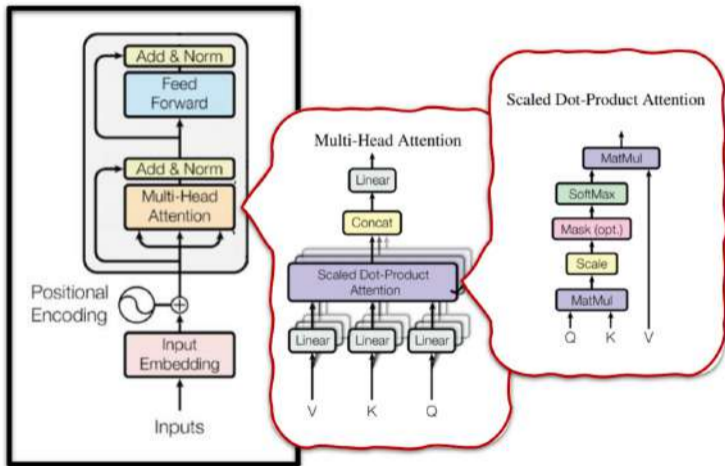 Add & Norm
Feed
Forward
Add & Norm
Multi-Head
Attention
Positional
Encoding
Input
Embedding
Inputs
Multi-Head Attention
Linear
Concat
Scaled Dot-Product
Attention
Linear
Linear
Linear
V
K
Q
Scaled Dot-Product Attention
MatMul
SoftMax
Mask (opt.)
Scale
MatMul
Q
K
V